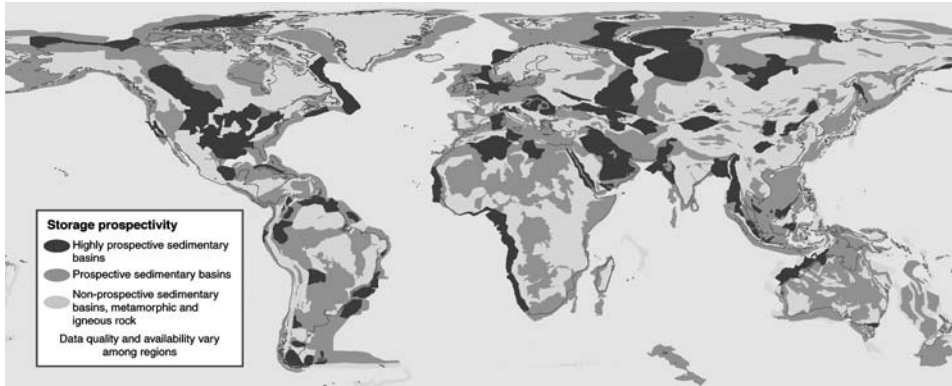 Storage prospectivity
Highly prospective sedimentary
basins
Prospective sedimentary basins
Non-prospective sedimentary
basins, metamorphic and
igneous rock
Data quality and availability vary
among regions